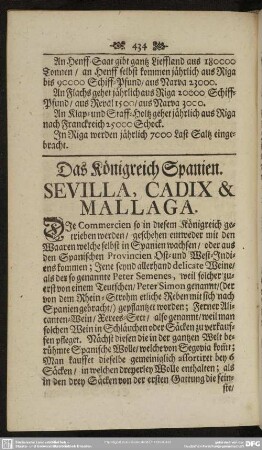 434
An Henff-Saat gibt gantz Lieffland aus 180000
Tonnen / an Henff selbst kommen jährlich aus Riga
bis 90000 Schiff-Pfund / aus Narva 23000.
An Flachs gehet jährlich aus Riga 20000 Schiff-
Pfund / aus Reval 1500 / aus Narva 3000.
An Klap- und Staff-Holtz gehet jährlich aus Riga
nach Franckreich 25000 Schock.
In Riga werden jährlich 7000 Last Saltz einge-
bracht.
Das Königreich Spanien.
SEVILLA, CADIX &
MALLAGA.
DIe Commercien so in diesem Königreich ge-
trieben werden / geschehen entweder mit den
Waaren welche selbst in Spanien wachsen / oder aus
den Spanischen Provincien Ost- und West-Indi-
ens kommen; Jene seynd allerhand delicate Weine /
als der so genannte Peter Semenes, weil solcher zu-
erst von einem Teutschen / Peter Simon genannt / (der
von dem Rhein-Strohm etliche Reben mit sich nach
Spanien gebracht /) gepflantzet worden; Ferner Ali-
canten-Wein / Xerees-Sect / also genannt / weil man
solchen Wein in Schläuchen oder Säcken zu verkauf-
fen pfleget. Nächst diesen die in der gantzen Welt be-
rühmte Spanische Wolle / welche von Segovia komt;
Man kauffet dieselbe gemeiniglich assortiret bey 6
Säcken / in welchen dreyerley Wolle enthalten; als
in den drey Säcken von der ersten Gattung die fein-
ste /